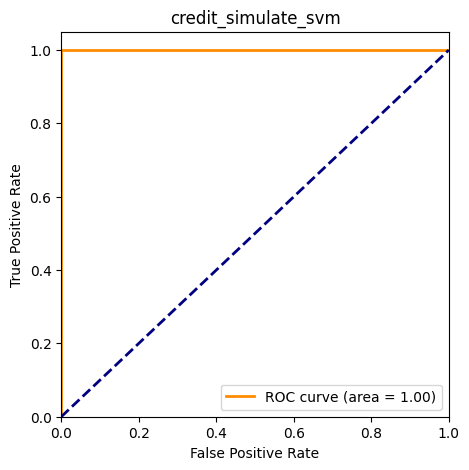 credit_simulate_svm
True Positive Rate
1.0
0.8
0.6
0.4
0.2
0.0
ROC curve (area = 1.00)
0.0 0.2 0.4 0.6 0.8 1.0
False Positive Rate